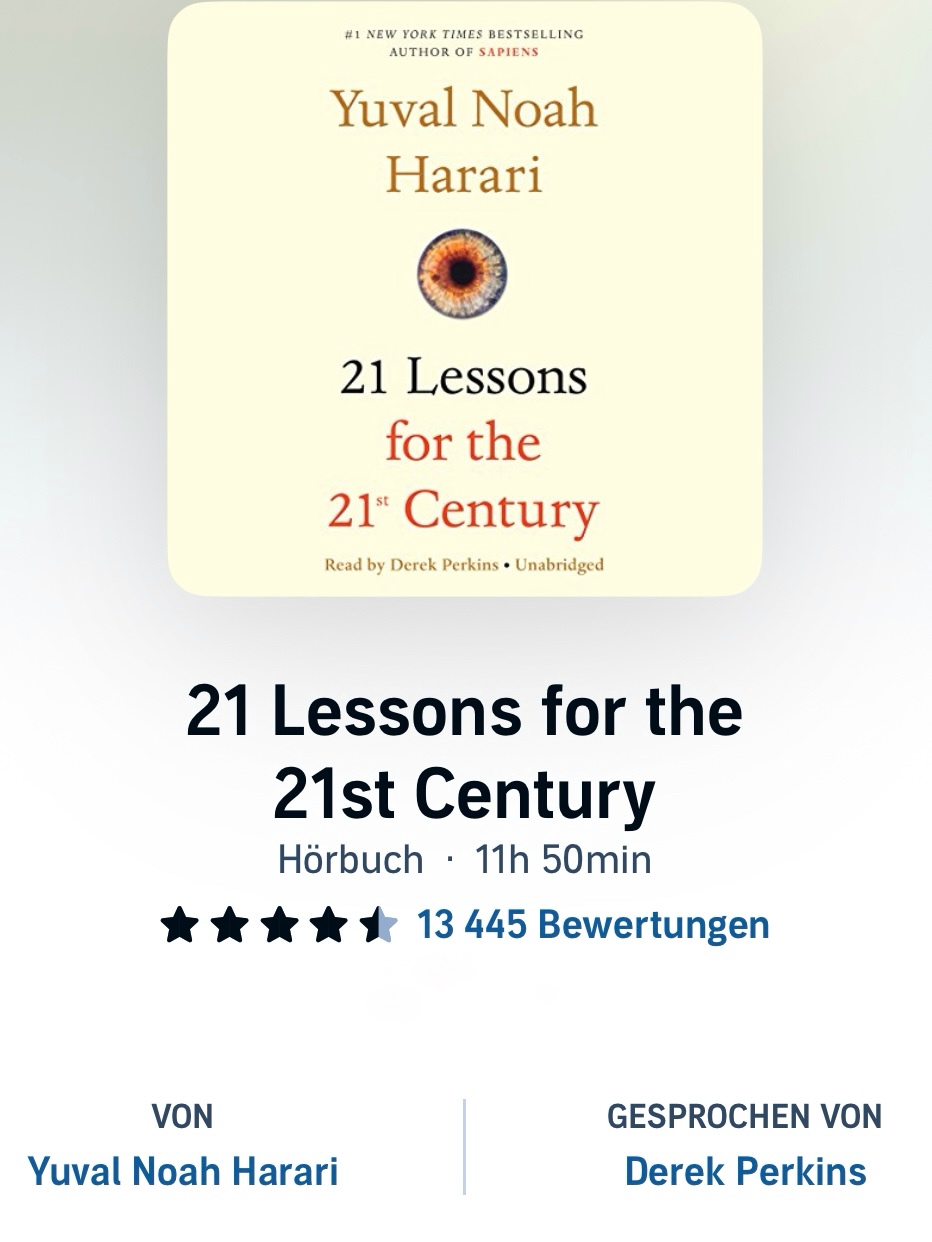 #1 NEW YORK TIMES BESTSELLING
AUTHOR OF SAPIENS
Yuval Noah
Harari
21 Lessons
for the
21st Century
Read by Derek Perkins • Unabridged
21 Lessons for the
21st Century
Hörbuch · 11h 50min
13 445 Bewertungen
VON
Yuval Noah Harari
GESPROCHEN VON
Derek Perkins